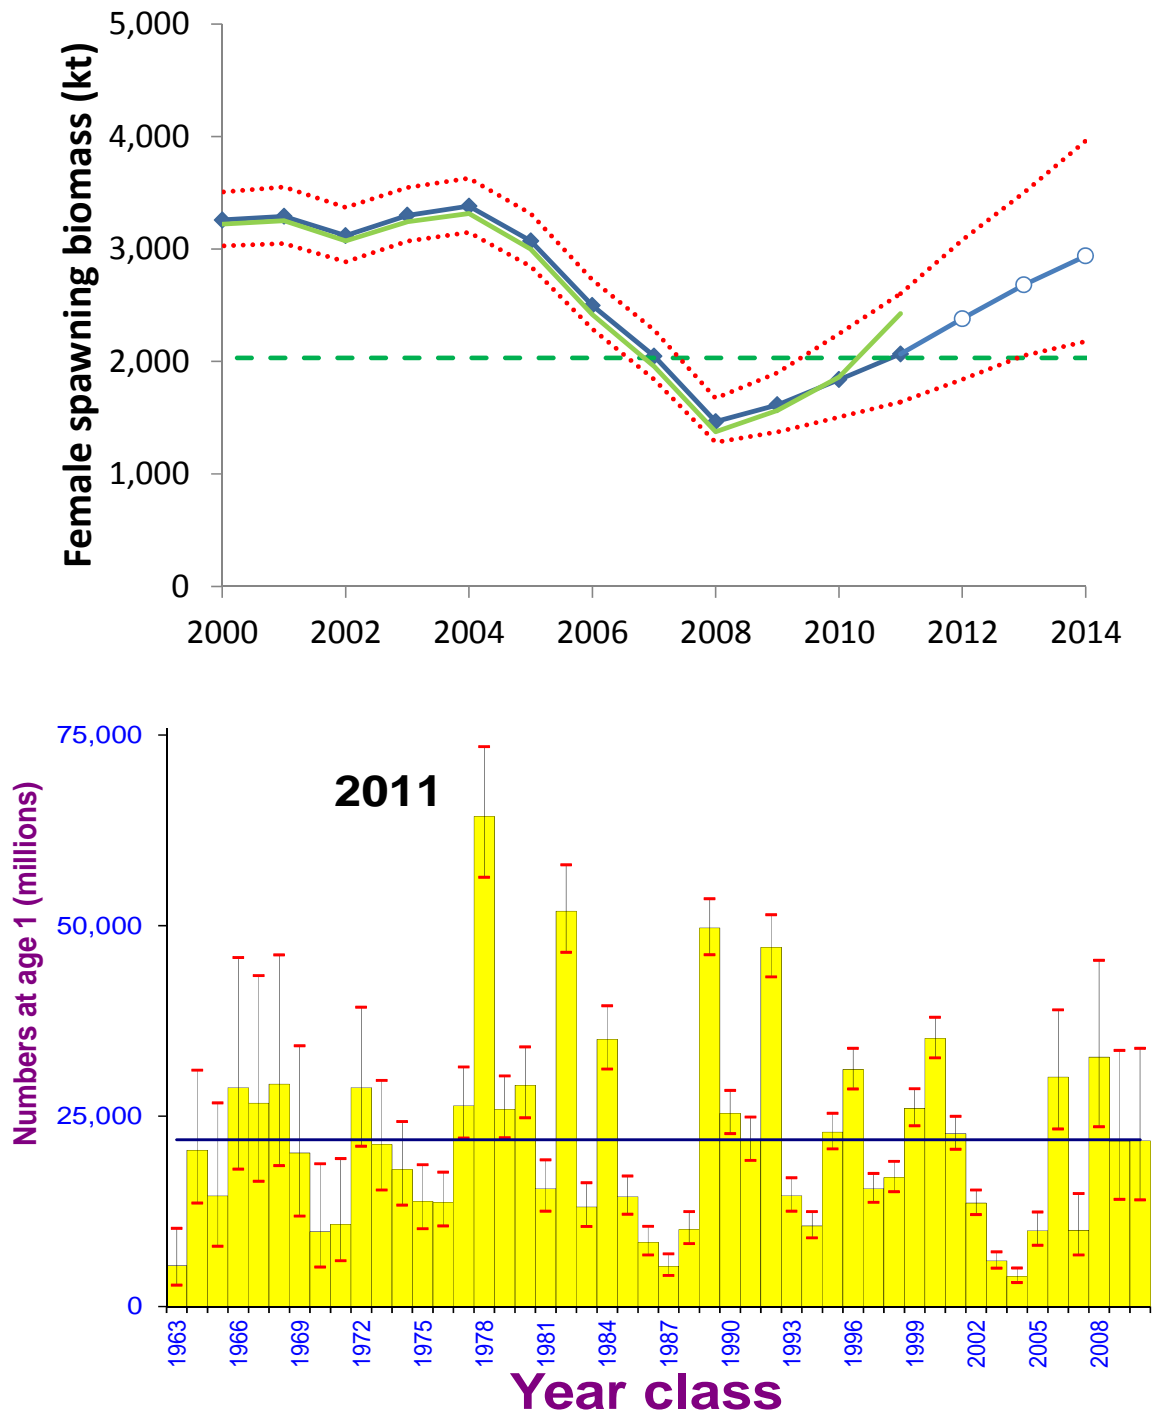 5,000
4,000
3,000
2,000
1,000
0
Female spawning biomass (kt)
2000 2002 2004 2006 2008 2010 2012 2014
75,000
50,000
25,000
0
Numbers at age 1 (millions)
2011
1963 1966 1969 1972 1975 1978 1981 1984 1987 1990 1993 1996 1999 2002 2005 2008
Year class